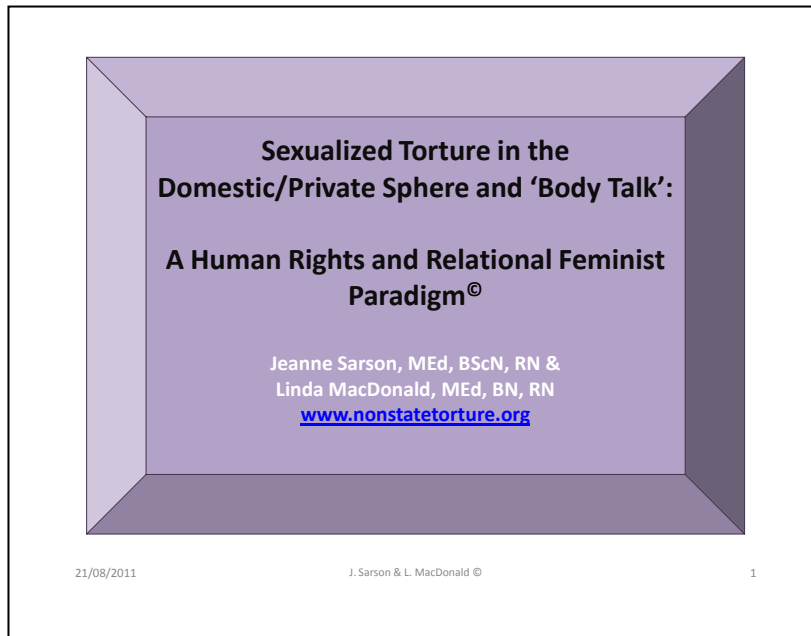 Sexualized Torture in the
Domestic/Private Sphere and ‘Body Talk’:
A Human Rights and Relational Feminist
Paradigm©
Jeanne Sarson, MEd, BScN, RN &
Linda MacDonald, MEd, BN, RN
www.nonstatetorture.org
21/08/2011 J. Sarson & L. MacDonald © 1